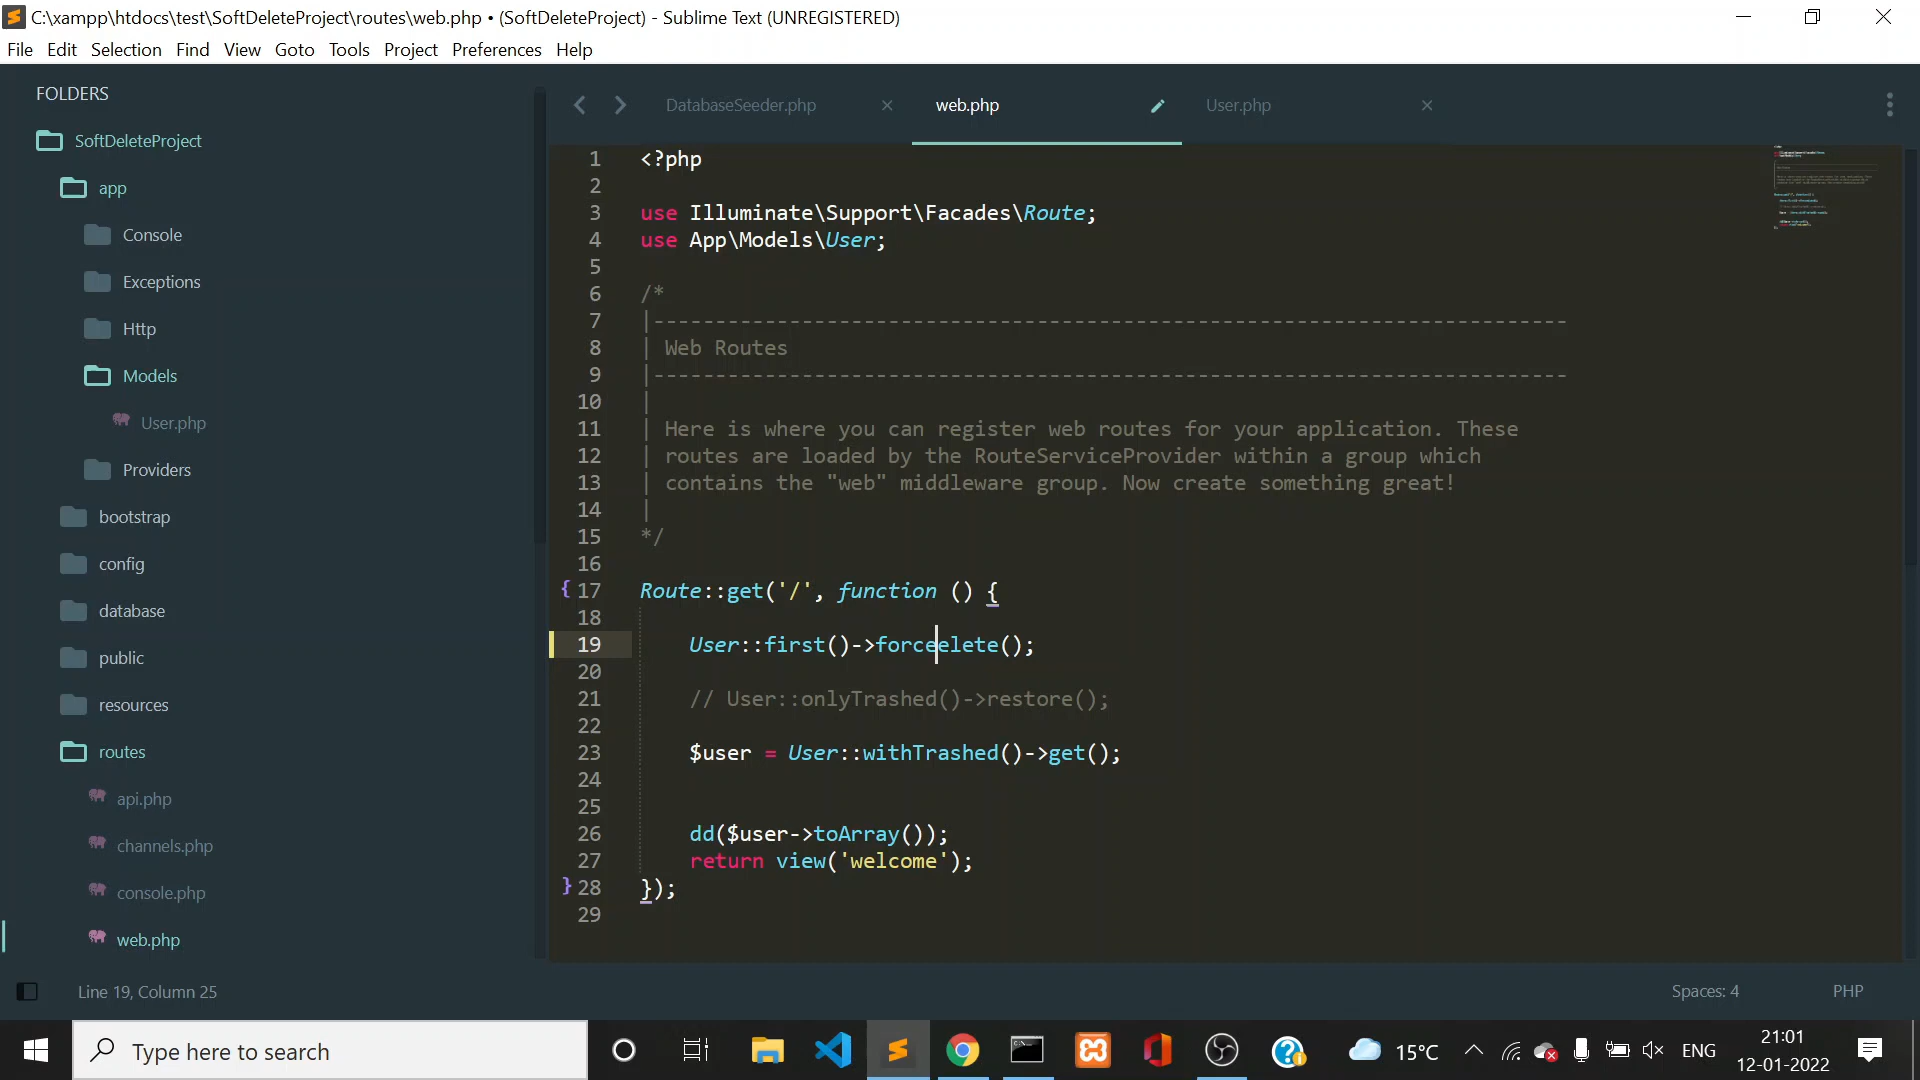 C:\xampp\htdocs\test\SoftDeleteProject\routes\web.php • (SoftDeleteProject) - Sublime Text (UNREGISTERED)
File Edit Selection Find View Goto Tools Project Preferences Help
FOLDERS
SoftDeleteProject
app
Console
Exceptions
Http
Models
User.php
Providers
bootstrap
config
database
public
resources
routes
api.php
channels.php
console.php
web.php
DatabaseSeeder.php
web.php
User.php
1 <?php
2
3 use Illuminate\Support\Facades\Route;
4 use App\Models\User;
5
6 /*
7 |--------------------------------------------------------------------------
8 | Web Routes
9 |--------------------------------------------------------------------------
10 |
11 | Here is where you can register web routes for your application. These
12 | routes are loaded by the RouteServiceProvider within a group which
13 | contains the "web" middleware group. Now create something great!
14 |
15 */
16
{ 17 Route::get('/', function () {
18
19 User::first()->forceelete();
20
21 // User::onlyTrashed()->restore();
22
23 $user = User::withTrashed()->get();
24
25
26 dd($user->toArray());
27 return view('welcome');
} 28 });
29
Line 19, Column 25
Spaces: 4
PHP
Type here to search
15°C
ENG
21:01
12-01-2022